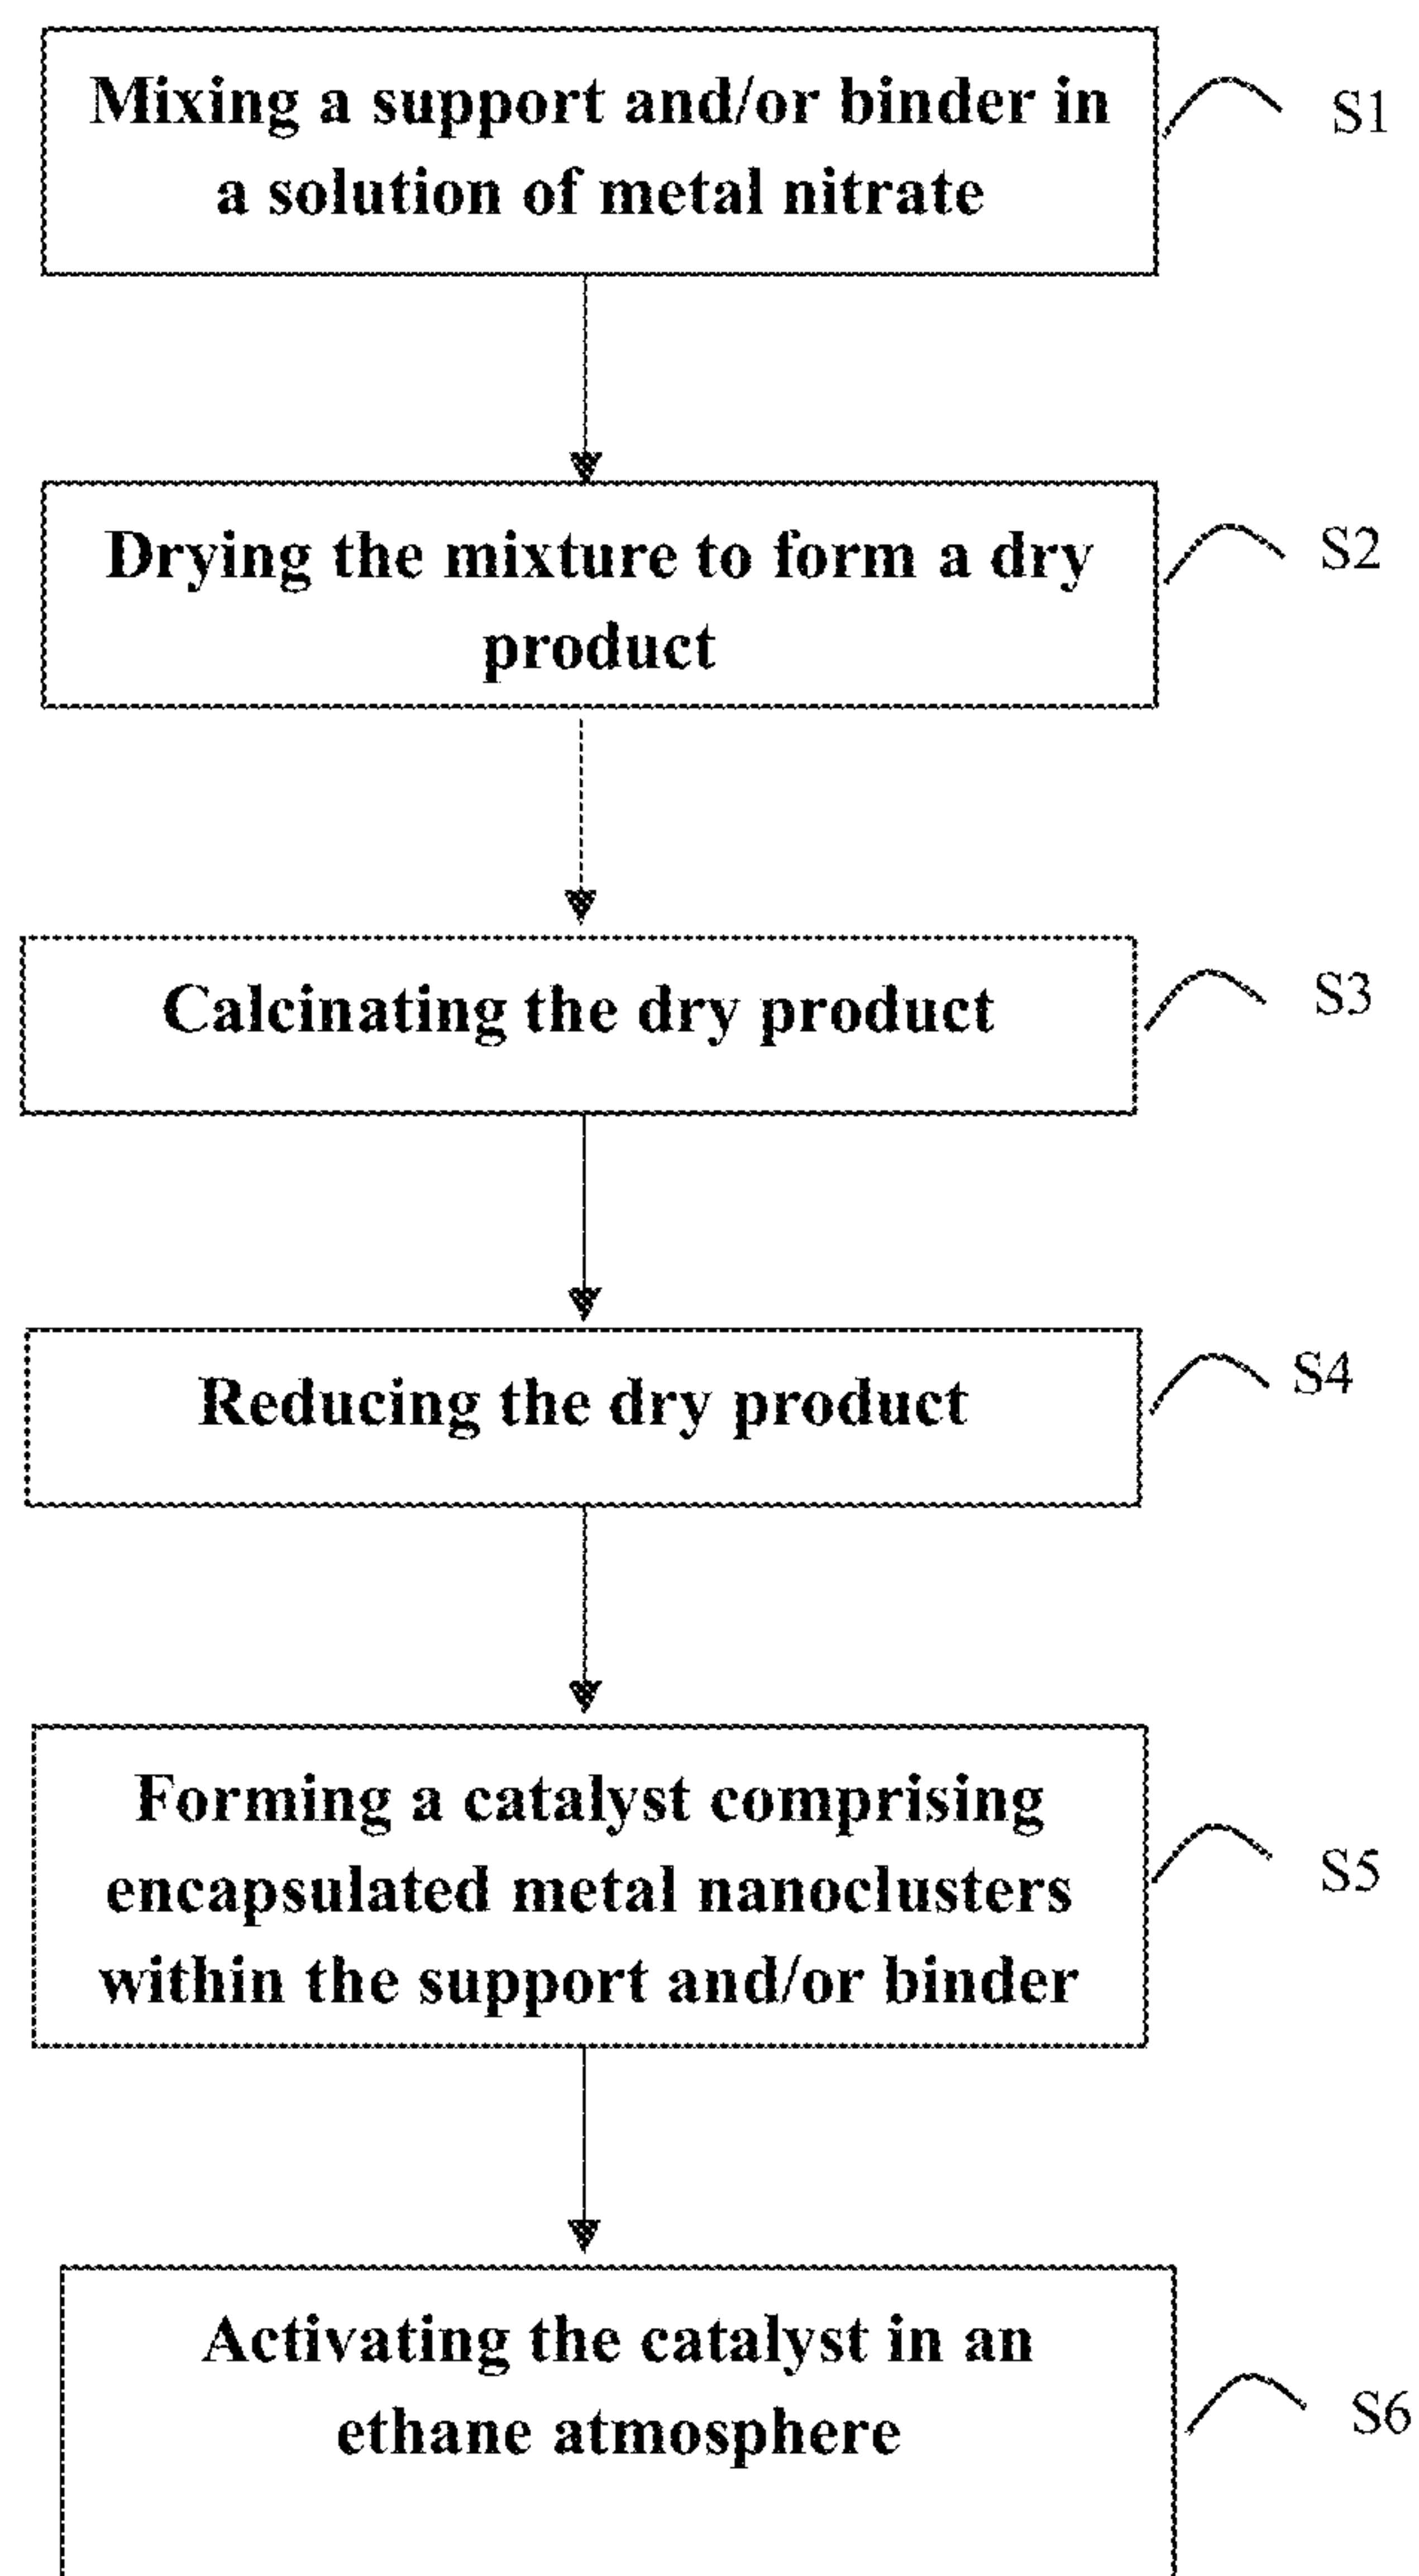 Mixing a support and/or binder in
a solution of metal nitrate
S1
Drying the mixture to form a dry
product
S2
Calcinating the dry product
S3
Reducing the dry product
S4
Forming a catalyst comprising
encapsulated metal nanoclusters
within the support and/or binder
S5
Activating the catalyst in an
ethane atmosphere
S6